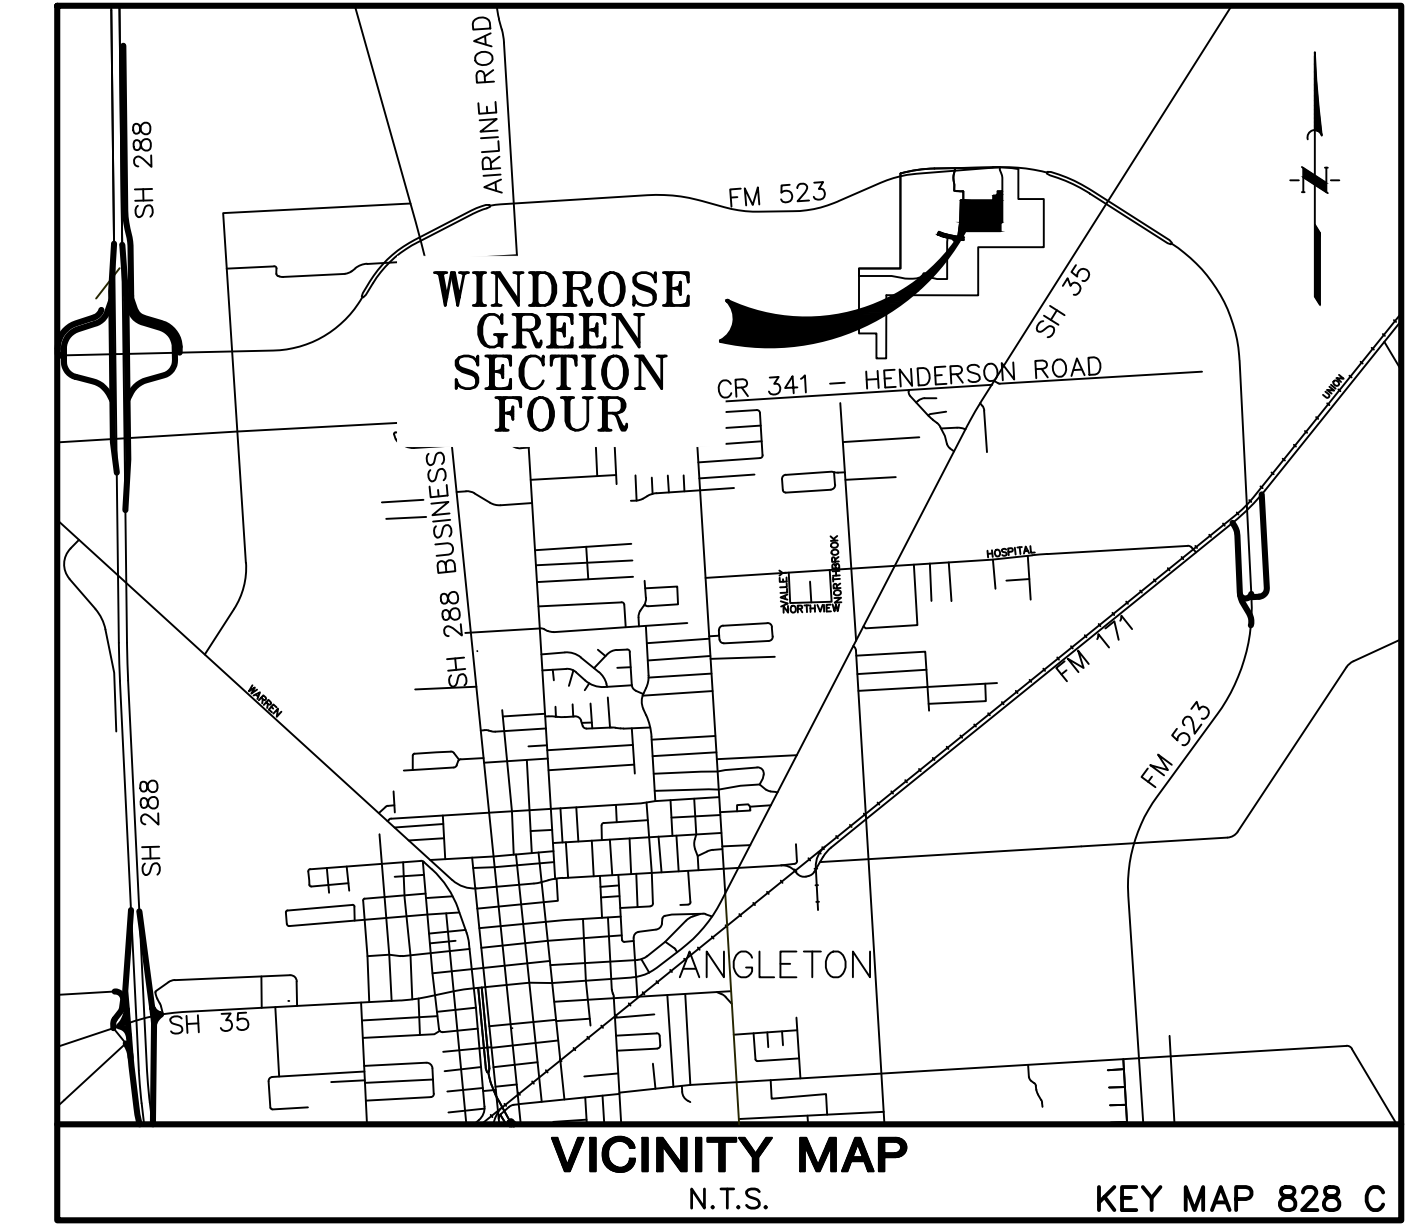 AIRLINE ROAD
SH 288
FM 523
N
WINDROSE
GREEN
SECTION
FOUR
SH 35
CR 341 - HENDERSON ROAD
UNION
SH 288 BUSINESS
HOSPITAL
VALLEY
NORTHBROOK
NORTHVIEW
FM 171
WARREN
FM 523
SH 288
ANGLETON
SH 35
VICINITY MAP
N.T.S.
KEY MAP 828 C